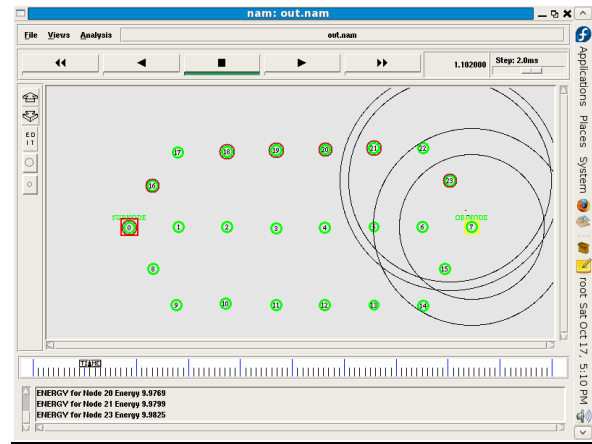 nam: out.nam
File Views Analysis out.nam
1.102000 Step: 2.0ms
E D
I T
17 18 19 20 21 22
16 23
0 1 2 3 4 5 6 7
8 15
9 10 11 12 13 14
TIME
ENERGY for Node 20 Energy 9.9769
ENERGY for Node 21 Energy 9.9799
ENERGY for Node 23 Energy 9.9825
Applications Places System
root Sat Oct 17, 5:10 PM